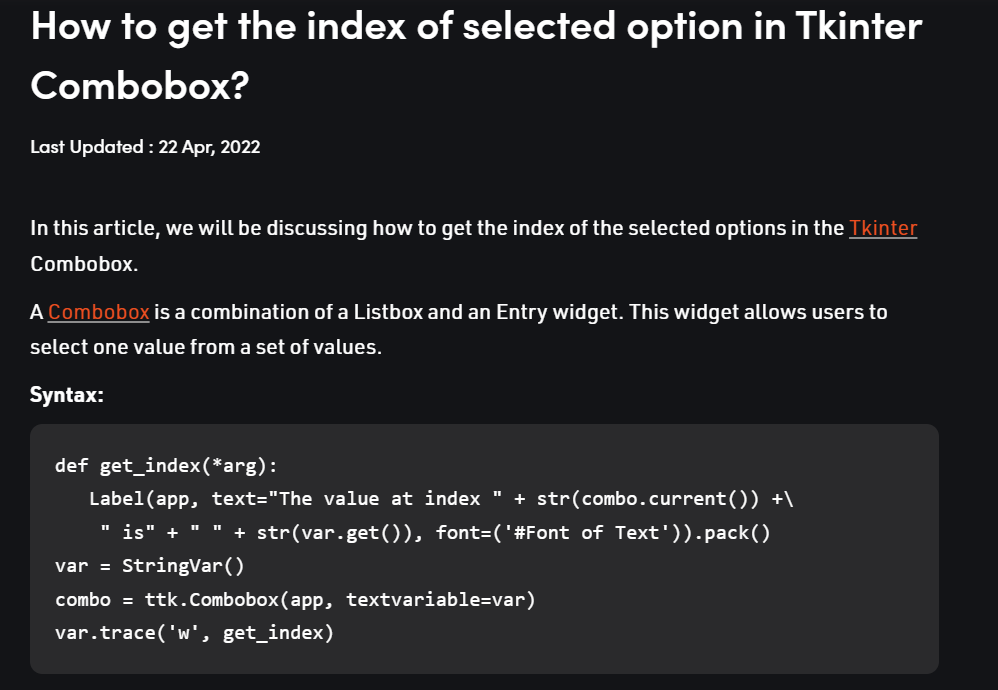 How to get the index of selected option in Tkinter
Combobox?
Last Updated : 22 Apr, 2022
In this article, we will be discussing how to get the index of the selected options in the Tkinter
Combobox.
A Combobox is a combination of a Listbox and an Entry widget. This widget allows users to
select one value from a set of values.
Syntax:
def get_index(*arg):
   Label(app, text="The value at index " + str(combo.current()) +\
    " is" + " " + str(var.get()), font=('#Font of Text')).pack()
var = StringVar()
combo = ttk.Combobox(app, textvariable=var)
var.trace('w', get_index)